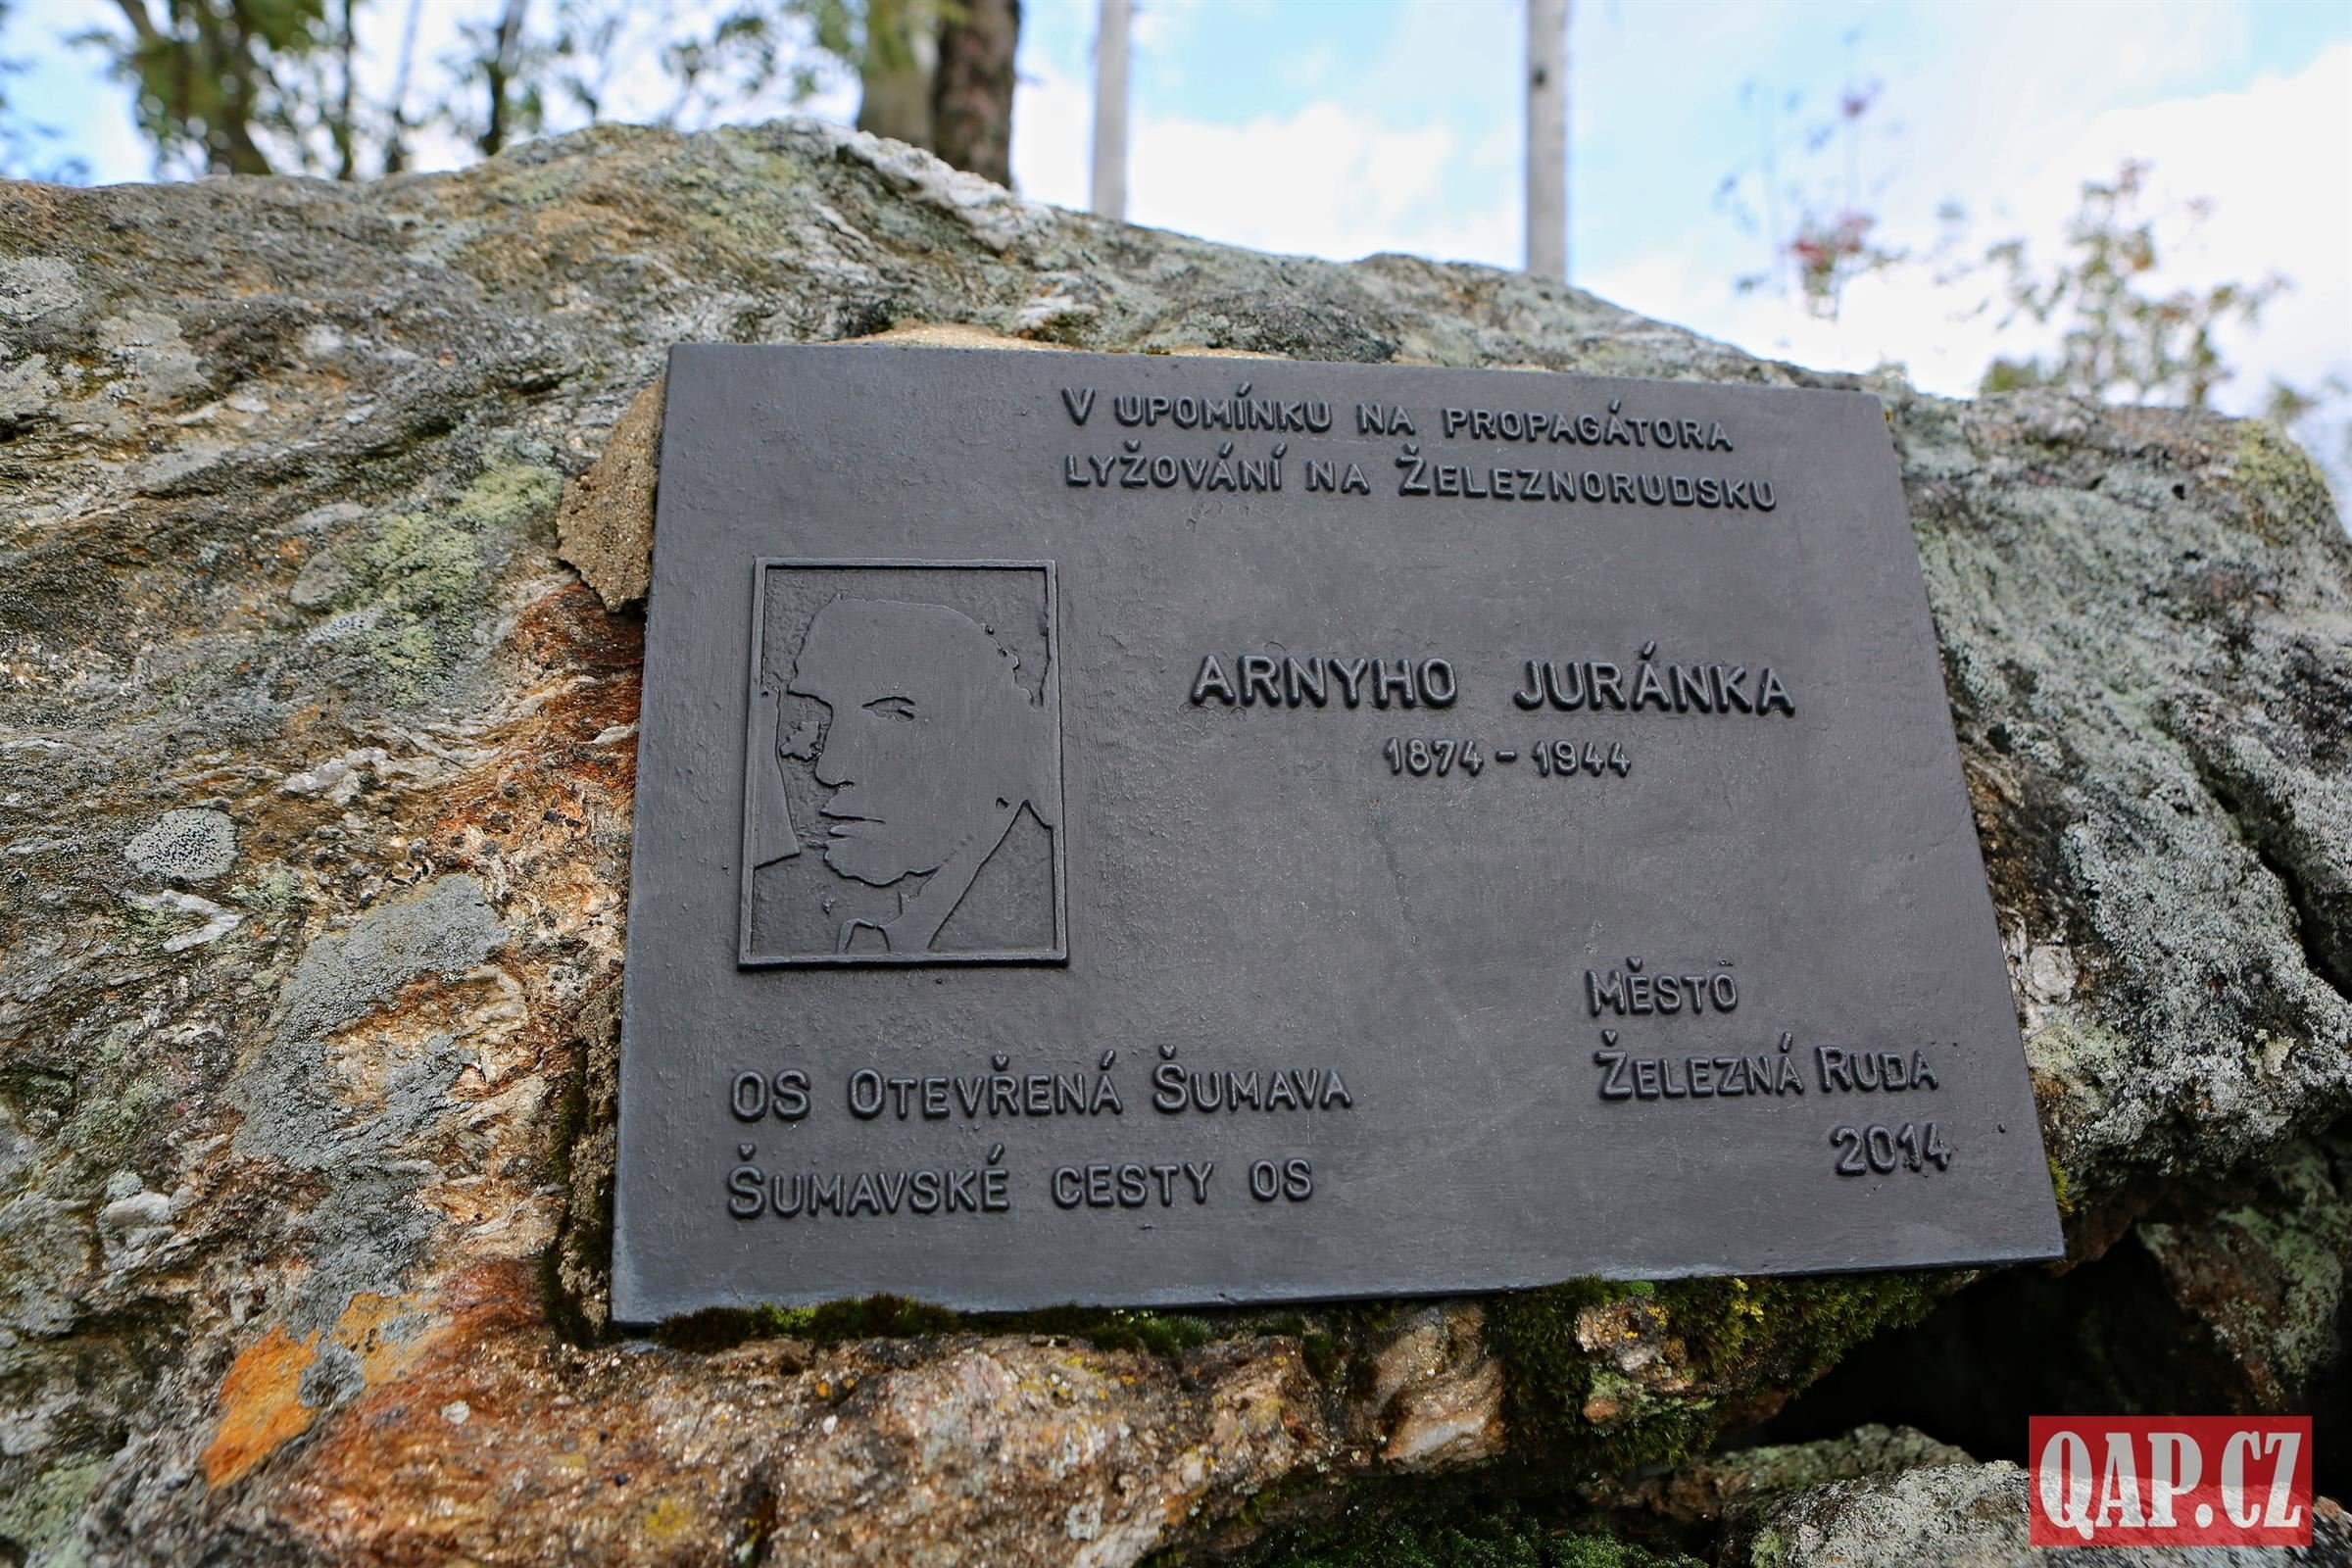 V UPOMÍNKU NA PROPAGÁTORA
LYŽOVÁNÍ NA ŽELEZNORUDSKU
ARNYHO JURÁNKA
1874 - 1944
OS OTEVŘENÁ ŠUMAVA
ŠUMAVSKÉ CESTY OS
MĚSTO
ŽELEZNÁ RUDA
2014
QAP.CZ